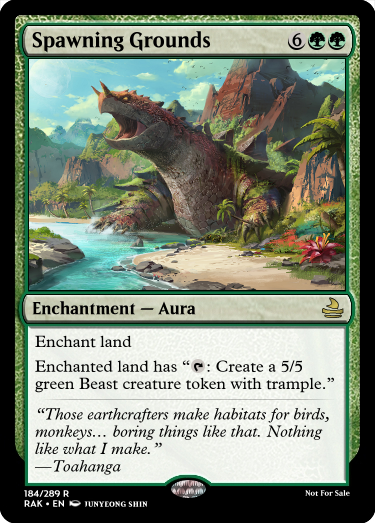 Spawning Grounds 6
Enchantment — Aura
Enchant land
Enchanted land has “: Create a 5/5
green Beast creature token with trample.”
“Those earthcrafters make habitats for birds,
monkeys… boring things like that. Nothing
like what I make.”
—Toahanga
184/289 R
Not For Sale
RAK • EN JUNYEONG SHIN